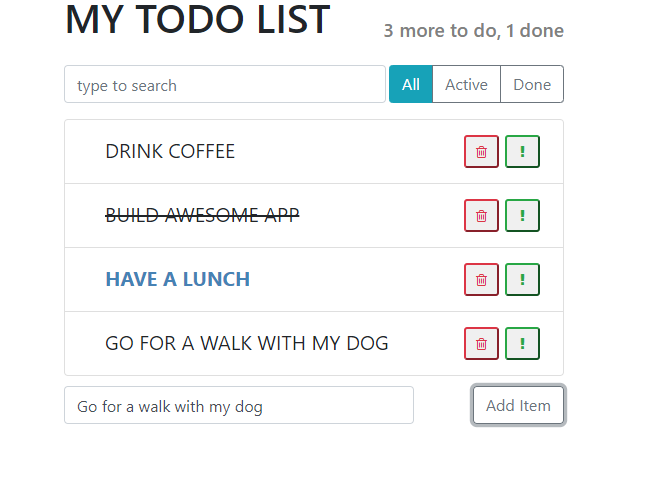 MY TODO LIST
3 more to do, 1 done
type to search
All Active Done
DRINK COFFEE
!
BUILD AWESOME APP
!
HAVE A LUNCH
!
GO FOR A WALK WITH MY DOG
!
Go for a walk with my dog
Add Item